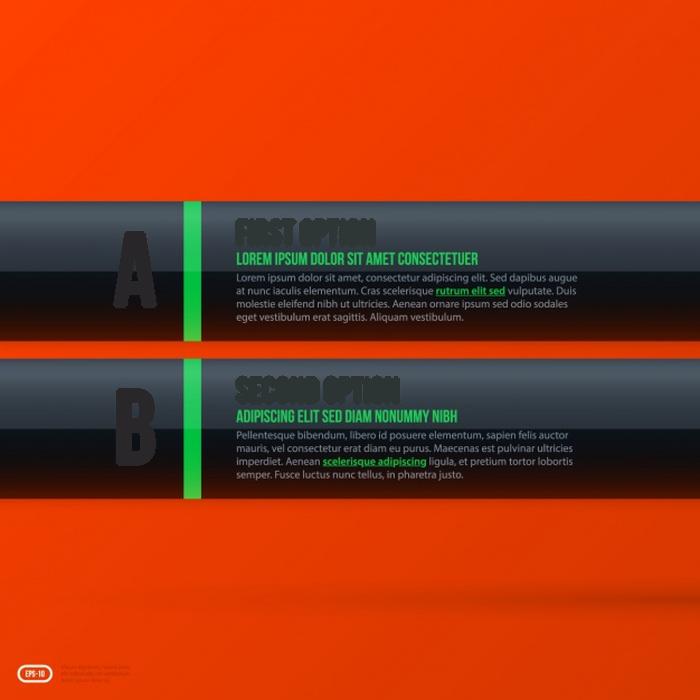 A
FIRST OPTION
LOREM IPSUM DOLOR SIT AMET CONSECTETUER
Lorem ipsum dolor sit amet, consectetur adipiscing elit. Sed dapibus augue
at nunc iaculis elementum. Cras scelerisque rutrum elit sed vulputate. Duis
molestie eleifend nibh ut ultricies. Aenean ornare ipsum sed odio sodales
eget vestibulum erat sagittis. Aliquam vestibulum.
B
SECOND OPTION
ADIPISCING ELIT SED DIAM NONUMMY NIBH
Pellentesque bibendum, libero id posuere elementum, sapien felis auctor
mauris, vel consectetur erat diam eu purus. Maecenas est pulvinar ultricies
imperdiet. Aenean scelerisque adipiscing ligula, et pretium tortor lobortis
semper. Fusce luctus nunc tellus, in pharetra justo.
EPS-10